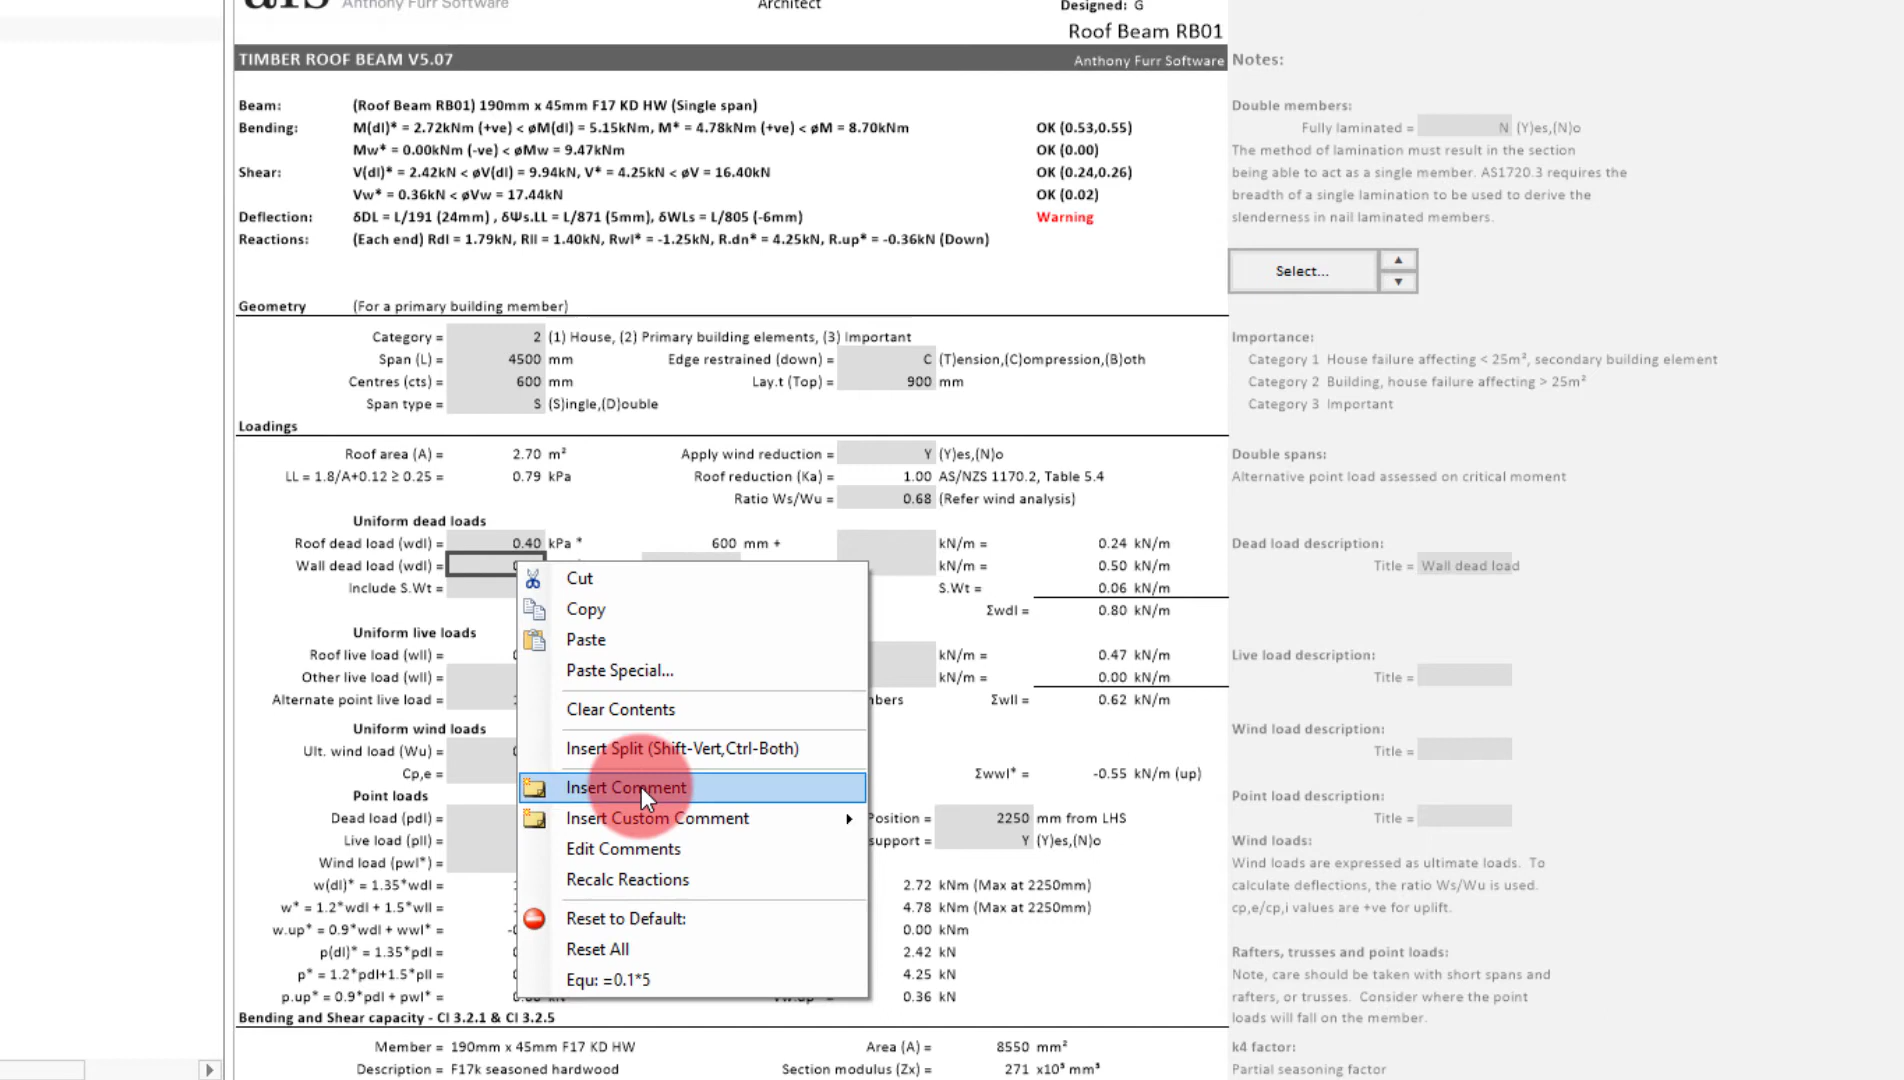 afs Anthony Furr Software
Architect
Designed: G
Roof Beam RB01
TIMBER ROOF BEAM V5.07
Anthony Furr Software
Notes:
Beam: (Roof Beam RB01) 190mm x 45mm F17 KD HW (Single span)
Double members:
Bending: M(dl)* = 2.72kNm (+ve) < øM(dl) = 5.15kNm, M* = 4.78kNm (+ve) < øM = 8.70kNm OK (0.53,0.55)
Fully laminated = N (Y)es,(N)o
Mw* = 0.00kNm (-ve) < øMw = 9.47kNm OK (0.00)
The method of lamination must result in the section
Shear: V(dl)* = 2.42kN < øV(dl) = 9.94kN, V* = 4.25kN < øV = 16.40kN OK (0.24,0.26)
being able to act as a single member. AS1720.3 requires the
Vw* = 0.36kN < øVw = 17.44kN OK (0.02)
breadth of a single lamination to be used to derive the
Deflection: δDL = L/191 (24mm) , δΨs.LL = L/871 (5mm), δWLs = L/805 (-6mm) Warning
slenderness in nail laminated members.
Reactions: (Each end) Rdl = 1.79kN, Rll = 1.40kN, Rwl* = -1.25kN, R.dn* = 4.25kN, R.up* = -0.36kN (Down)
Select...
Geometry (For a primary building member)
Category = 2 (1) House, (2) Primary building elements, (3) Important
Importance:
Span (L) = 4500 mm Edge restrained (down) = C (T)ension,(C)ompression,(B)oth
Category 1 House failure affecting < 25m², secondary building element
Centres (cts) = 600 mm Lay.t (Top) = 900 mm
Category 2 Building, house failure affecting > 25m²
Span type = S (S)ingle,(D)ouble
Category 3 Important
Loadings
Roof area (A) = 2.70 m² Apply wind reduction = Y (Y)es,(N)o
Double spans:
LL = 1.8/A+0.12 ≥ 0.25 = 0.79 kPa Roof reduction (Ka) = 1.00 AS/NZS 1170.2, Table 5.4
Alternative point load assessed on critical moment
Ratio Ws/Wu = 0.68 (Refer wind analysis)
Uniform dead loads
Roof dead load (wdl) = 0.40 kPa * 600 mm + kN/m = 0.24 kN/m
Dead load description:
Wall dead load (wdl) = kN/m = 0.50 kN/m
Title = Wall dead load
Include S.Wt = S.Wt = 0.06 kN/m
Σwdl = 0.80 kN/m
Uniform live loads
Roof live load (wll) = kN/m = 0.47 kN/m
Live load description:
Other live load (wll) = kN/m = 0.00 kN/m
Title =
Alternate point live load = Σwll = 0.62 kN/m
Uniform wind loads
Wind load description:
Ult. wind load (Wu) =
Title =
Cp,e = Σwwl* = -0.55 kN/m (up)
Point loads
Point load description:
Dead load (pdl) = Position = 2250 mm from LHS
Title =
Live load (pll) = support = Y (Y)es,(N)o
Wind loads:
Wind load (pwl*) =
Wind loads are expressed as ultimate loads. To
w(dl)* = 1.35*wdl 2.72 kNm (Max at 2250mm)
calculate deflections, the ratio Ws/Wu is used.
w* = 1.2*wdl + 1.5*wll = 4.78 kNm (Max at 2250mm)
cp,e/cp,i values are +ve for uplift.
w.up* = 0.9*wdl + wwl* = 0.00 kNm
p(dl)* = 1.35*pdl = 2.42 kN
Rafters, trusses and point loads:
p* = 1.2*pdl+1.5*pll = 4.25 kN
Note, care should be taken with short spans and
p.up* = 0.9*pdl + pwl* = 0.36 kN
rafters, or trusses. Consider where the point
Bending and Shear capacity - Cl 3.2.1 & Cl 3.2.5
loads will fall on the member.
Member = 190mm x 45mm F17 KD HW Area (A) = 8550 mm²
k4 factor:
Description = F17k seasoned hardwood Section modulus (Zx) = 271 x10³ mm³
Partial seasoning factor
Cut
Copy
Paste
Paste Special...
Clear Contents
Insert Split (Shift-Vert,Ctrl-Both)
Insert Comment
Insert Custom Comment
Edit Comments
Recalc Reactions
Reset to Default:
Reset All
Equ: =0.1*5